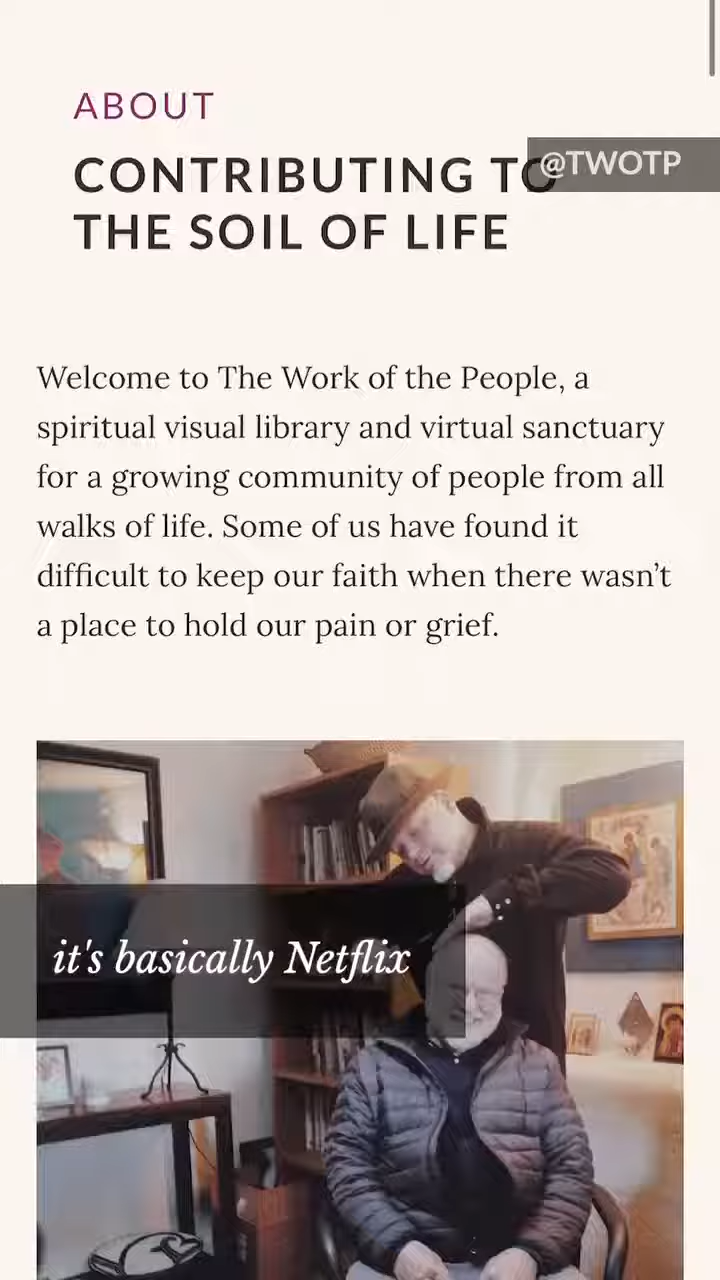 ABOUT
CONTRIBUTING TO
@TWOTP
THE SOIL OF LIFE
Welcome to The Work of the People, a
spiritual visual library and virtual sanctuary
for a growing community of people from all
walks of life. Some of us have found it
difficult to keep our faith when there wasn’t
a place to hold our pain or grief.
it's basically Netflix